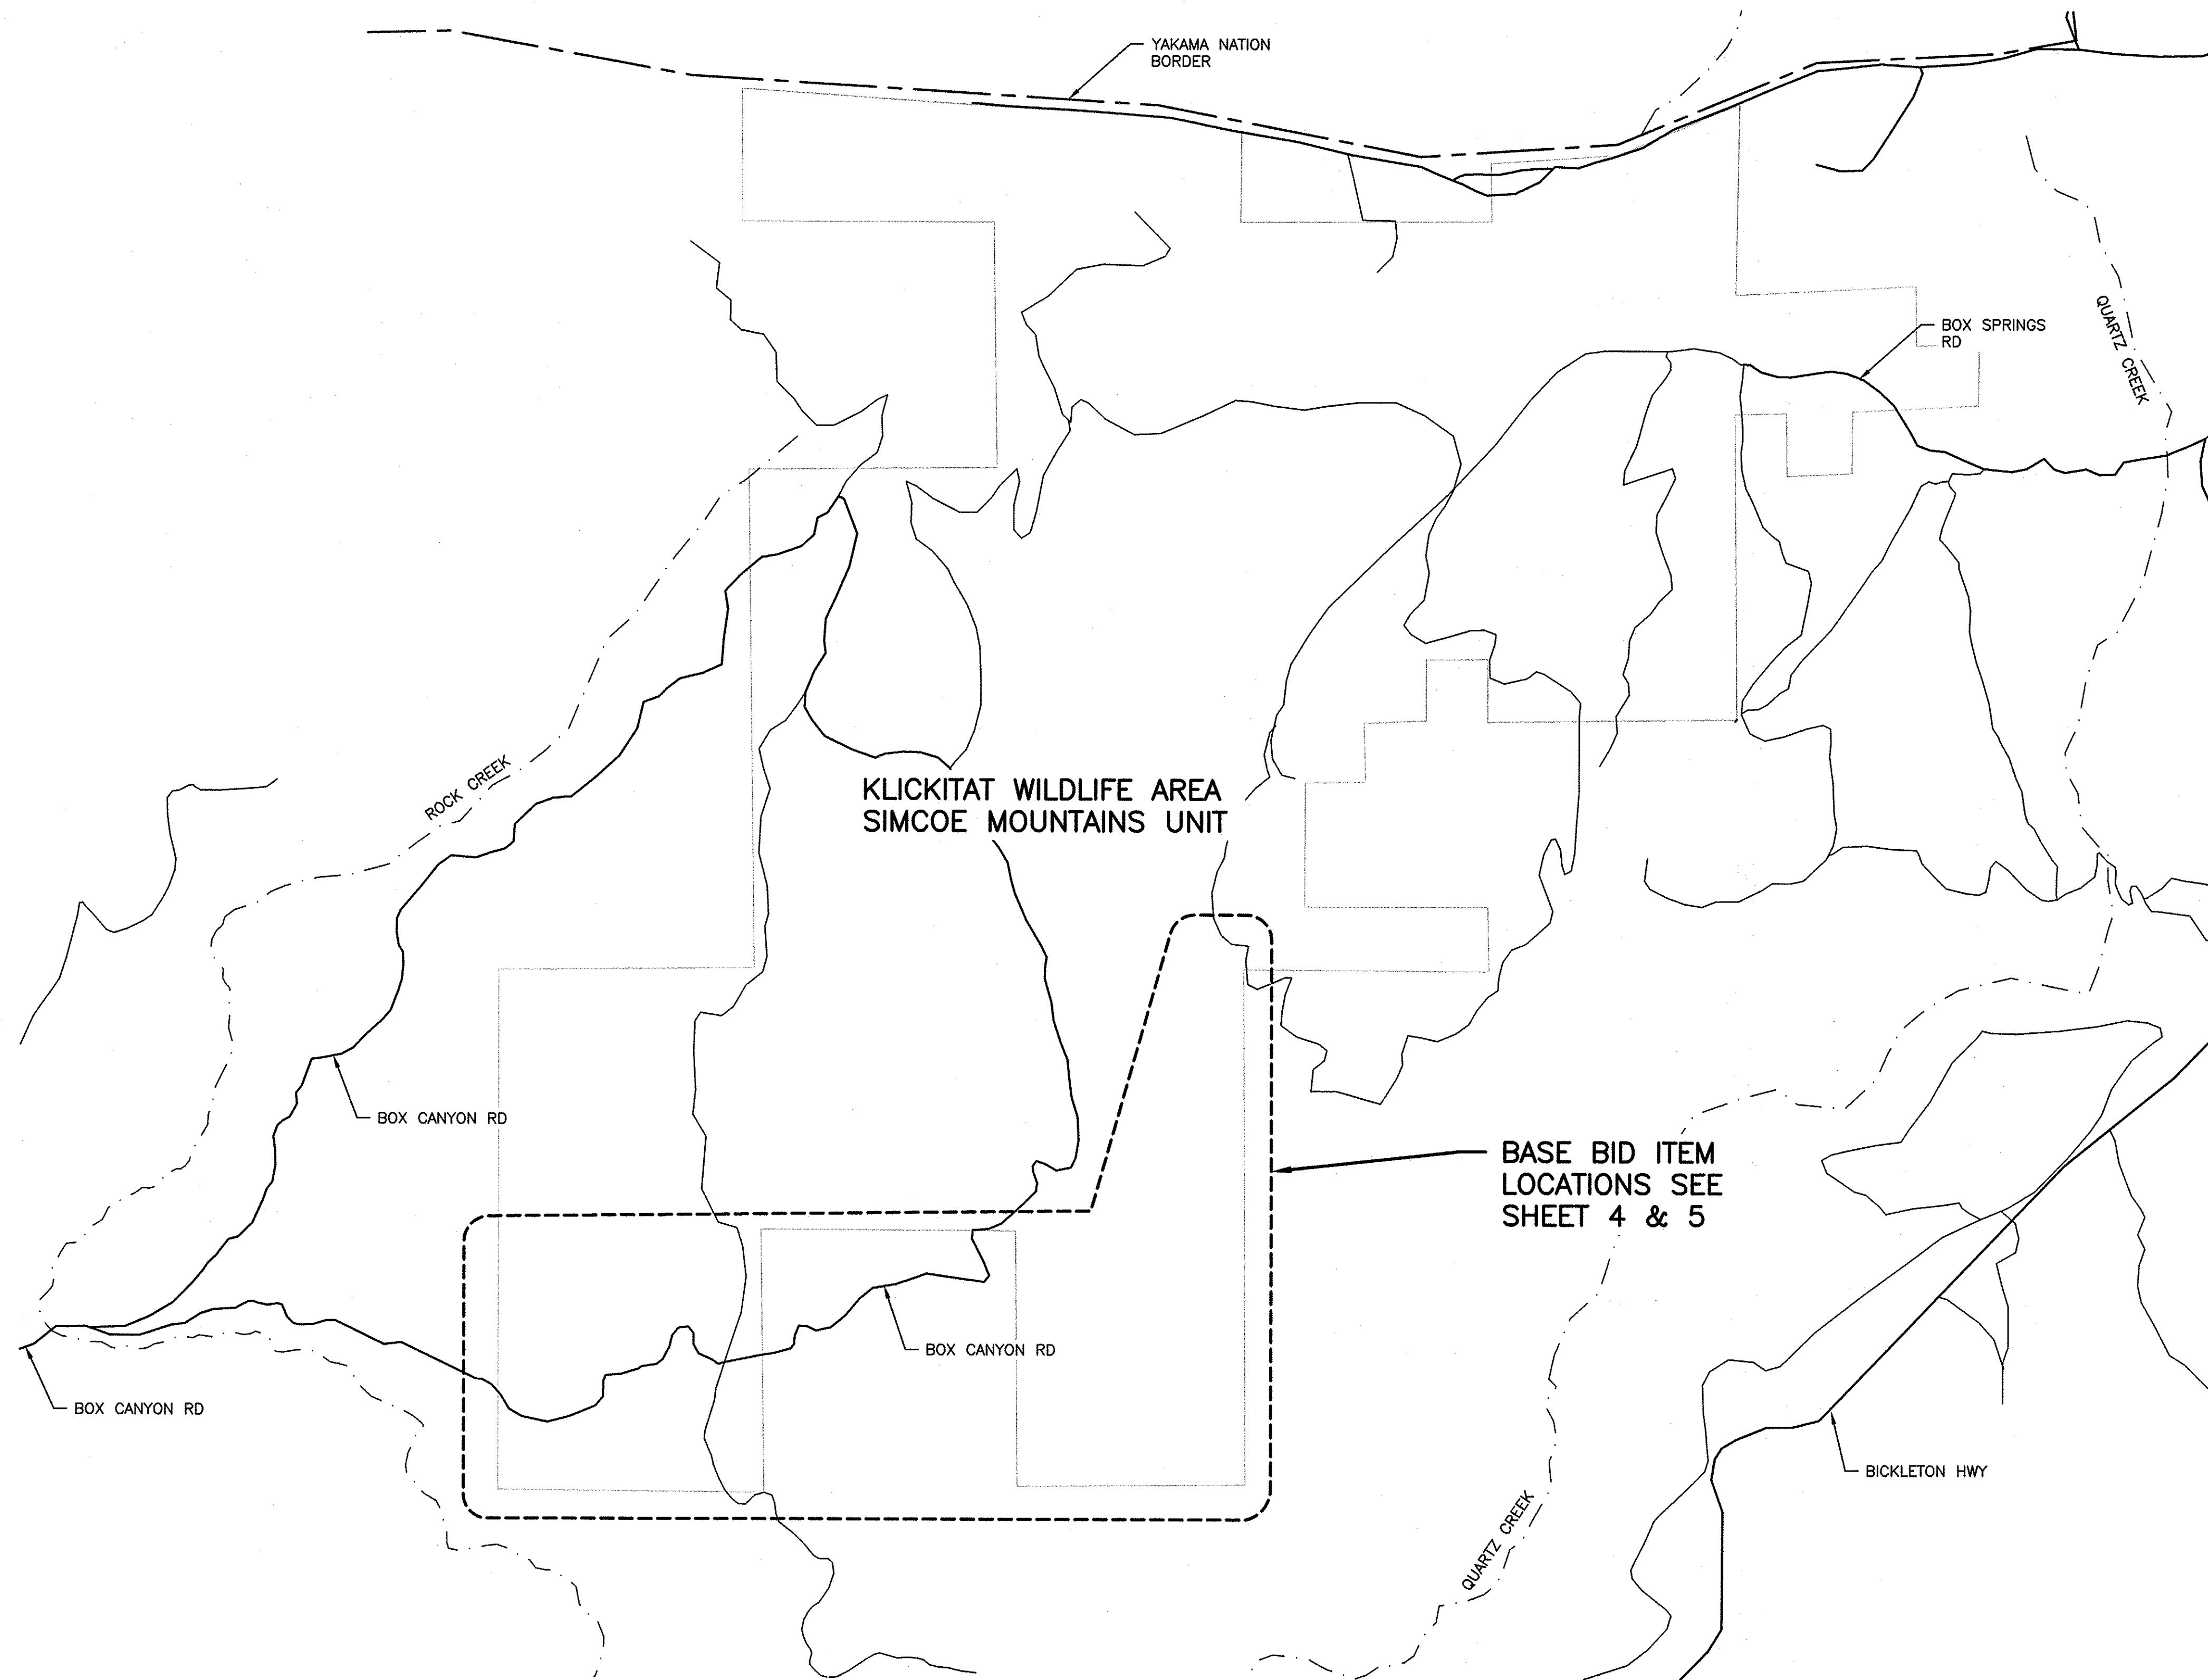 YAKAMA NATION
BORDER
BOX SPRINGS
RD
QUARTZ CREEK
ROCK CREEK
KLICKITAT WILDLIFE AREA
SIMCOE MOUNTAINS UNIT
BOX CANYON RD
BASE BID ITEM
LOCATIONS SEE
SHEET 4 & 5
BOX CANYON RD
BOX CANYON RD
BICKLETON HWY
QUARTZ CREEK